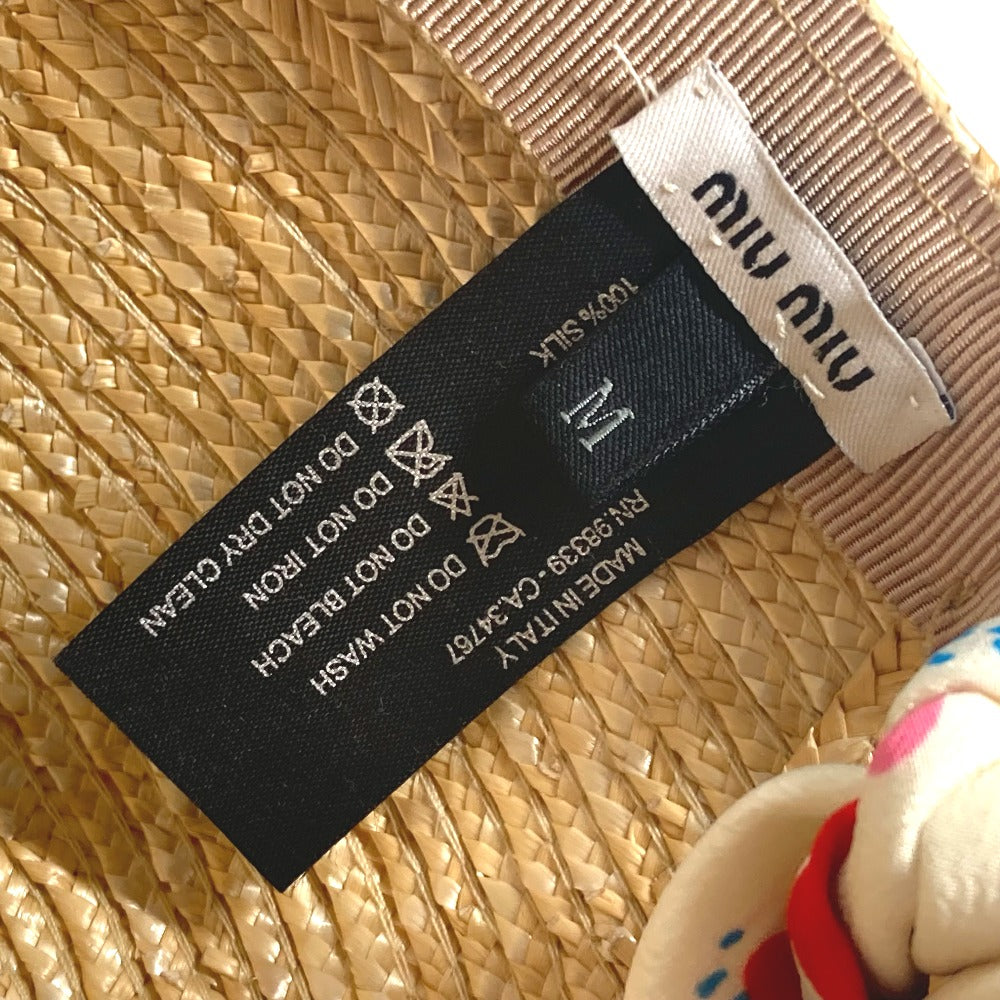 MIU MIU
100% SILK
M
RN 98339 - CA.34767
MADE IN ITALY
DO NOT WASH
DO NOT BLEACH
DO NOT IRON
DO NOT DRY CLEAN